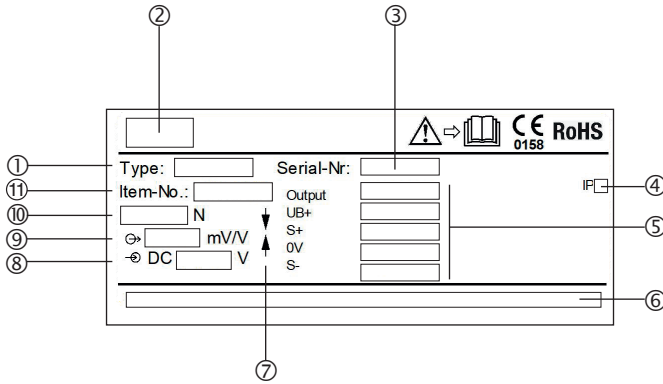 ② ③
CE 0158 RoHS
① Type: Serial-Nr:
⑪ Item-No.: Output IP ④
⑩ N UB+
⑨ mV/V S+ ⑤
⑧ DC V 0V
S-
⑥
⑦